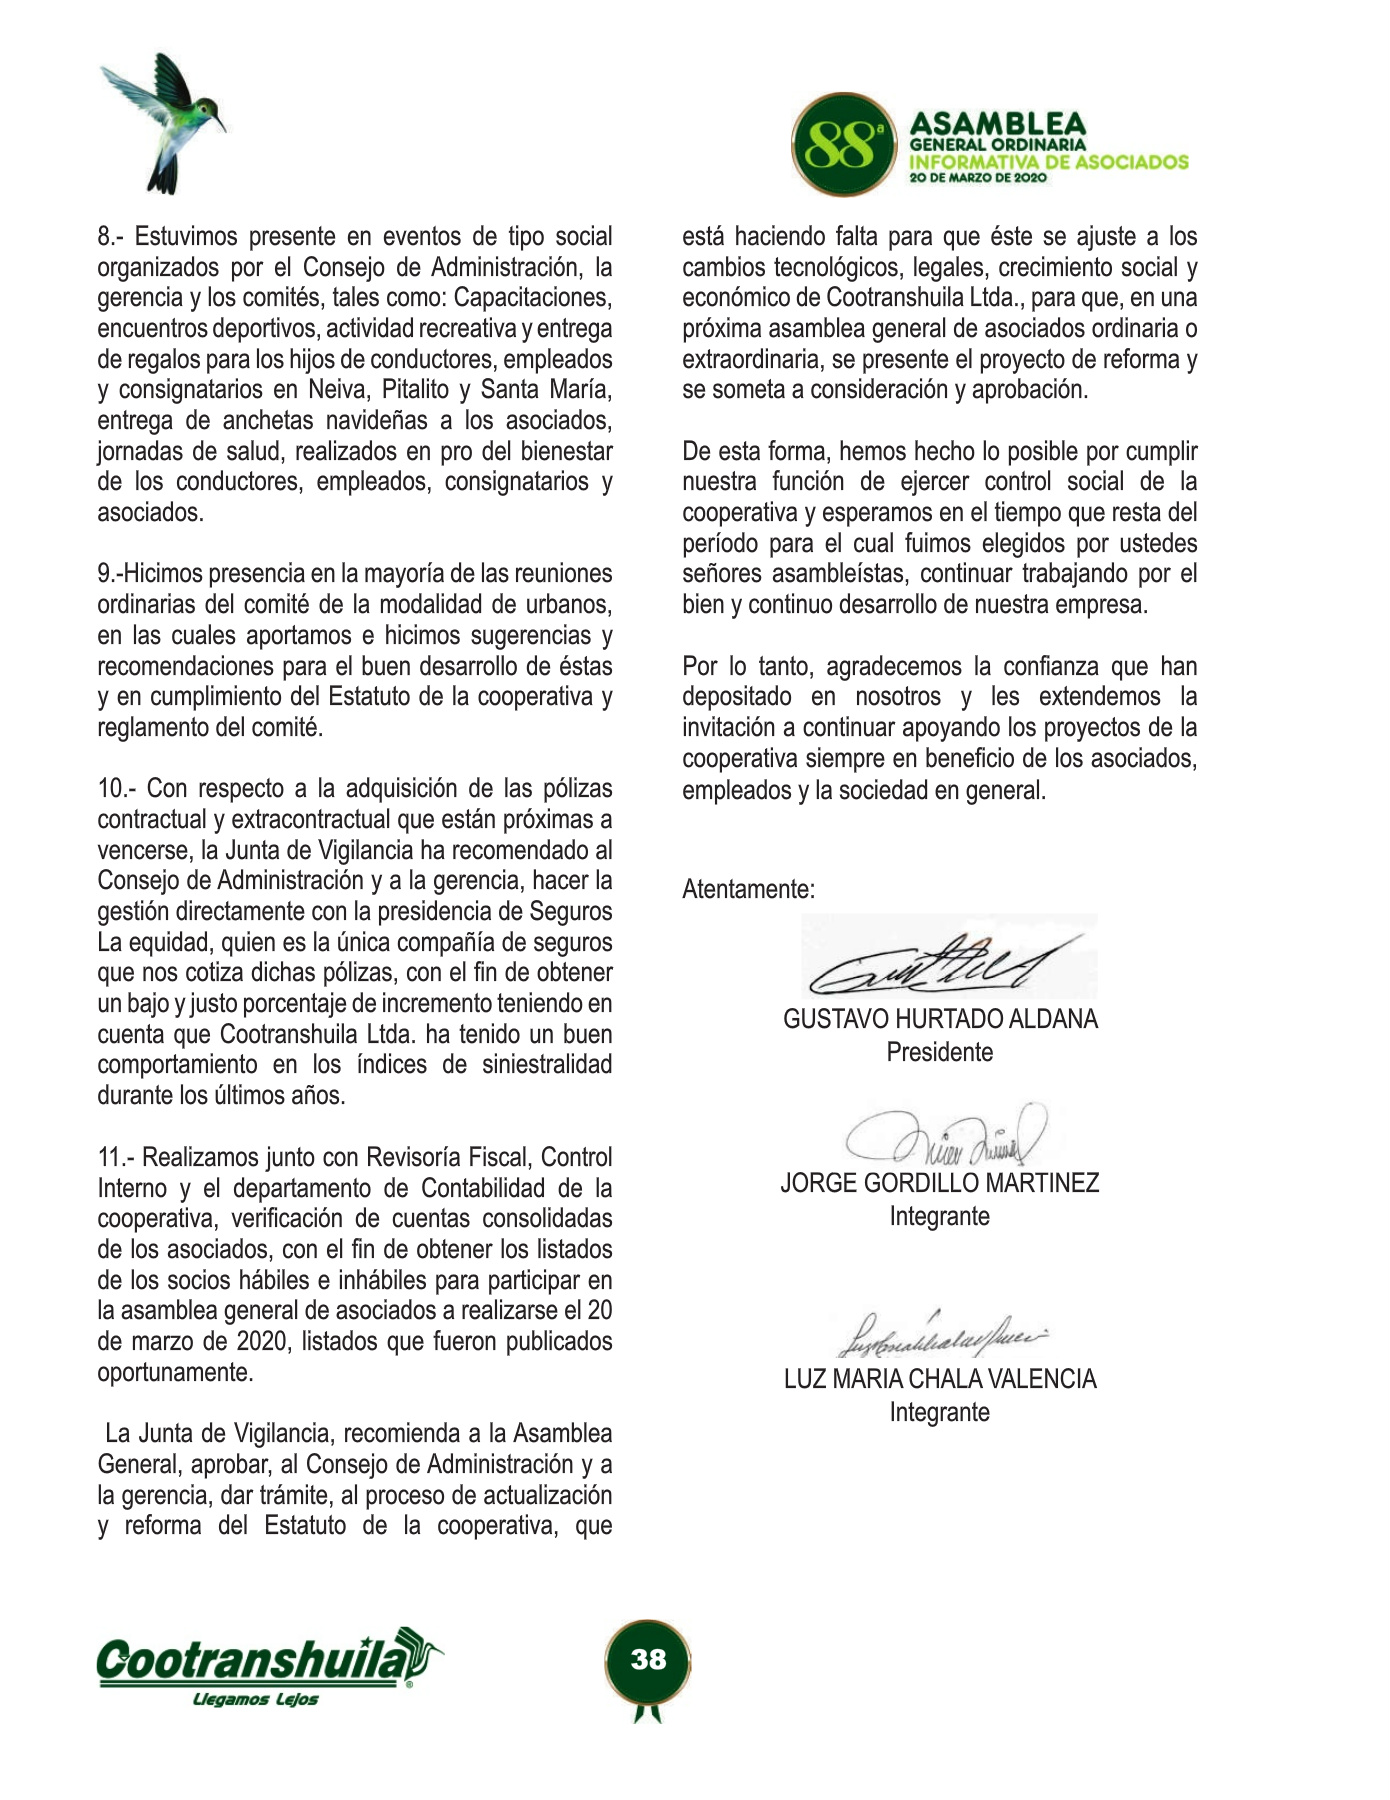 88ª
ASAMBLEA
GENERAL ORDINARIA
INFORMATIVA DE ASOCIADOS
20 DE MARZO DE 2020
8.- Estuvimos presente en eventos de tipo social
organizados por el Consejo de Administración, la
gerencia y los comités, tales como: Capacitaciones,
encuentros deportivos, actividad recreativa y entrega
de regalos para los hijos de conductores, empleados
y consignatarios en Neiva, Pitalito y Santa María,
entrega de anchetas navideñas a los asociados,
jornadas de salud, realizados en pro del bienestar
de los conductores, empleados, consignatarios y
asociados.
9.-Hicimos presencia en la mayoría de las reuniones
ordinarias del comité de la modalidad de urbanos,
en las cuales aportamos e hicimos sugerencias y
recomendaciones para el buen desarrollo de éstas
y en cumplimiento del Estatuto de la cooperativa y
reglamento del comité.
10.- Con respecto a la adquisición de las pólizas
contractual y extracontractual que están próximas a
vencerse, la Junta de Vigilancia ha recomendado al
Consejo de Administración y a la gerencia, hacer la
gestión directamente con la presidencia de Seguros
La equidad, quien es la única compañía de seguros
que nos cotiza dichas pólizas, con el fin de obtener
un bajo y justo porcentaje de incremento teniendo en
cuenta que Cootranshuila Ltda. ha tenido un buen
comportamiento en los índices de siniestralidad
durante los últimos años.
11.- Realizamos junto con Revisoría Fiscal, Control
Interno y el departamento de Contabilidad de la
cooperativa, verificación de cuentas consolidadas
de los asociados, con el fin de obtener los listados
de los socios hábiles e inhábiles para participar en
la asamblea general de asociados a realizarse el 20
de marzo de 2020, listados que fueron publicados
oportunamente.
La Junta de Vigilancia, recomienda a la Asamblea
General, aprobar, al Consejo de Administración y a
la gerencia, dar trámite, al proceso de actualización
y reforma del Estatuto de la cooperativa, que
está haciendo falta para que éste se ajuste a los
cambios tecnológicos, legales, crecimiento social y
económico de Cootranshuila Ltda., para que, en una
próxima asamblea general de asociados ordinaria o
extraordinaria, se presente el proyecto de reforma y
se someta a consideración y aprobación.
De esta forma, hemos hecho lo posible por cumplir
nuestra función de ejercer control social de la
cooperativa y esperamos en el tiempo que resta del
período para el cual fuimos elegidos por ustedes
señores asambleístas, continuar trabajando por el
bien y continuo desarrollo de nuestra empresa.
Por lo tanto, agradecemos la confianza que han
depositado en nosotros y les extendemos la
invitación a continuar apoyando los proyectos de la
cooperativa siempre en beneficio de los asociados,
empleados y la sociedad en general.
Atentamente:
GUSTAVO HURTADO ALDANA
Presidente
JORGE GORDILLO MARTINEZ
Integrante
LUZ MARIA CHALA VALENCIA
Integrante
Cootranshuila
®
Llegamos Lejos
38